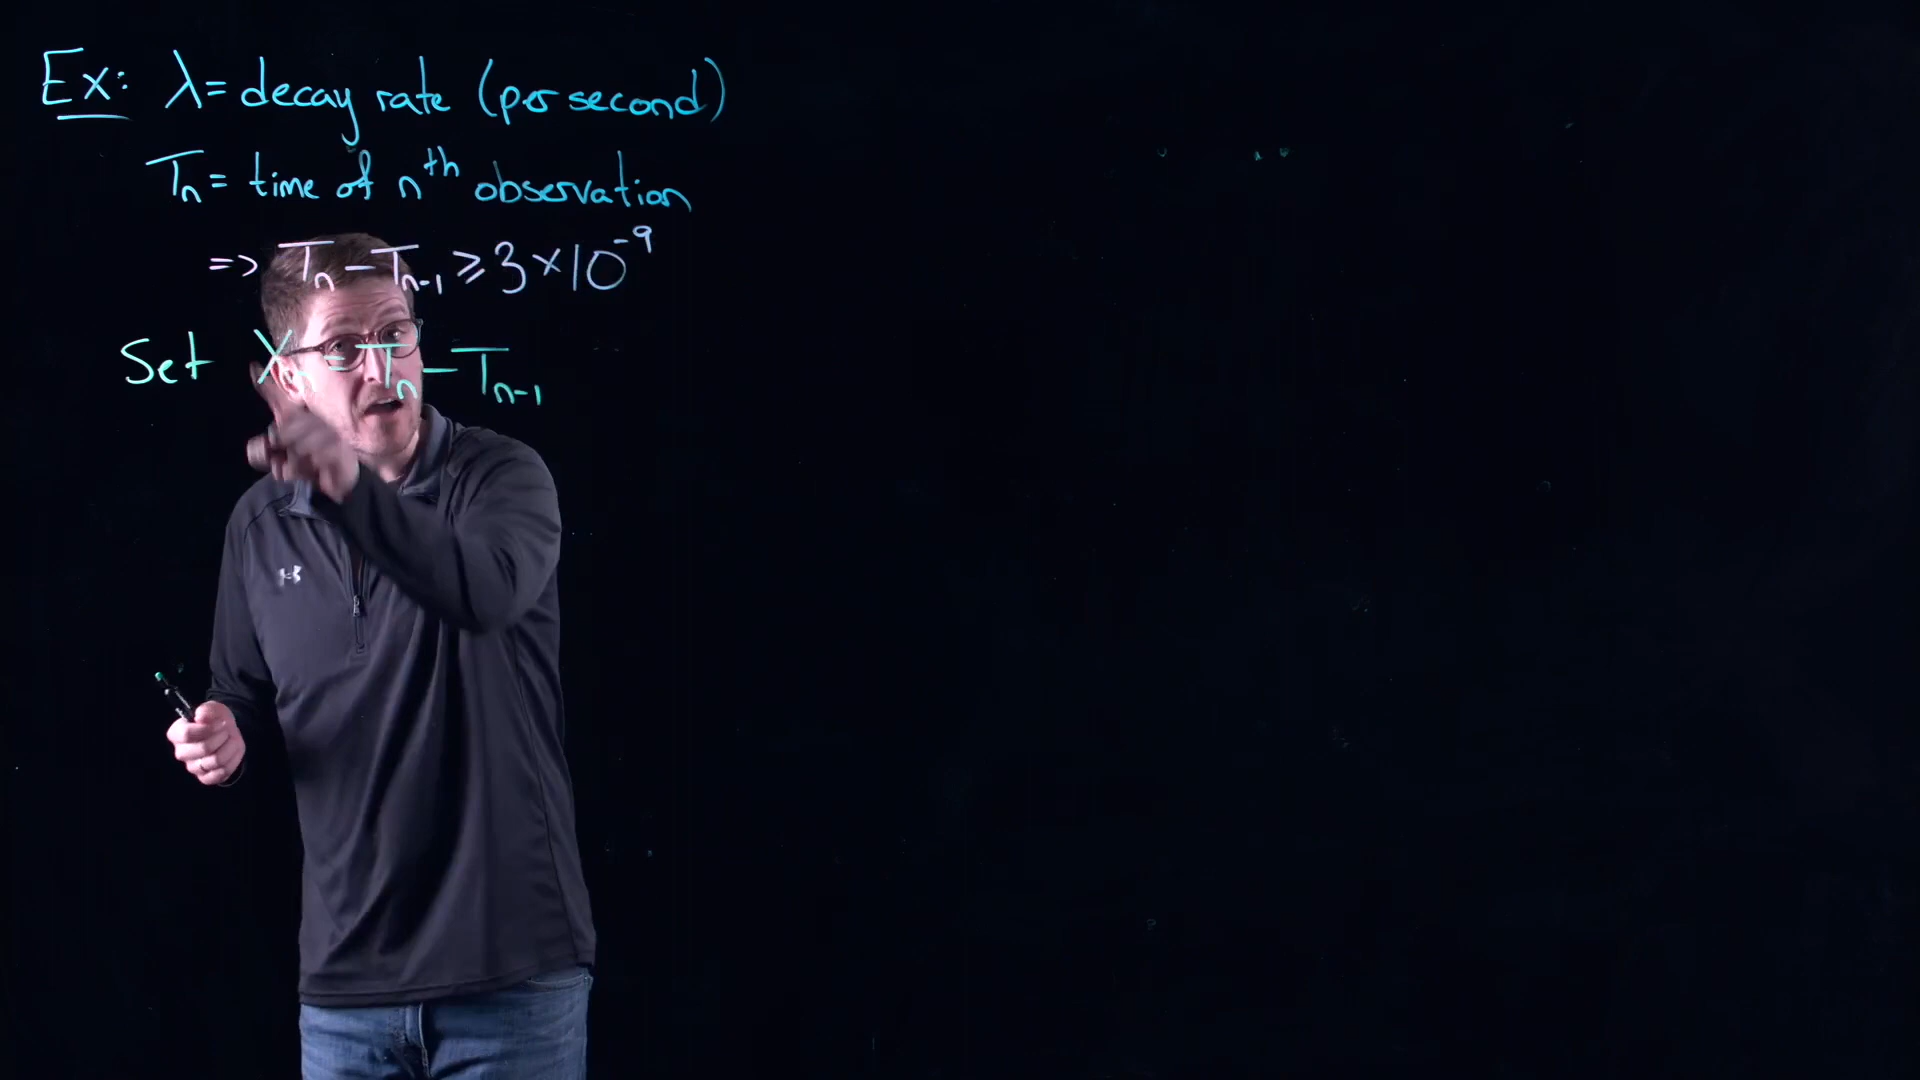 Ex: λ = decay rate (per second)
Tₙ = time of nᵗʰ observation
=> Tₙ - Tₙ₋₁ ≥ 3 × 10⁻⁹
Set Xₙ = Tₙ - Tₙ₋₁